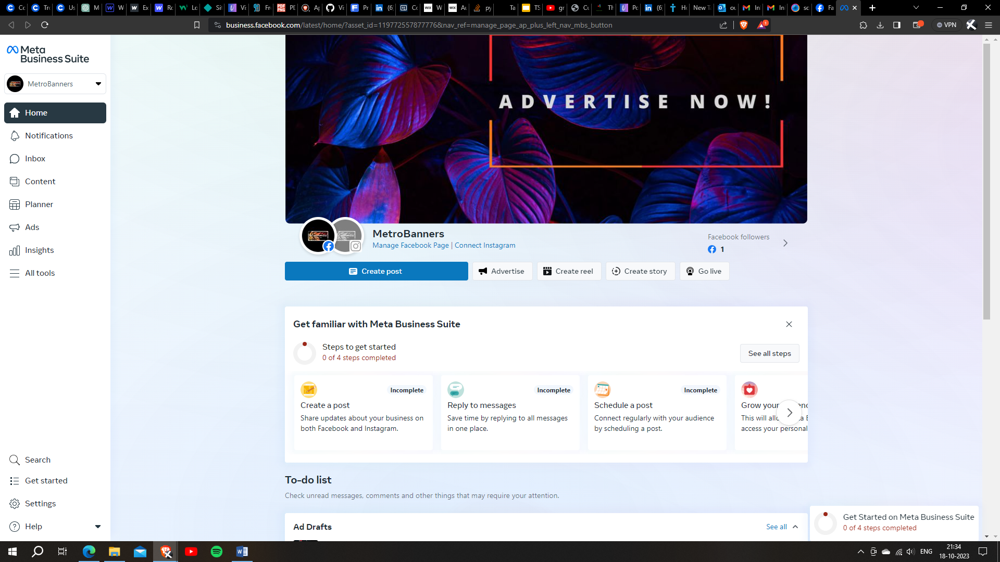 business.facebook.com/latest/home/?asset_id=119772557877776&nav_ref=manage_page_ap_plus_left_nav_mbs_button
VPN
Meta
Business Suite
MetroBanners
Home
Notifications
Inbox
Content
Planner
Ads
Insights
All tools
Search
Get started
Settings
Help
ADVERTISE NOW!
MetroBanners
Manage Facebook Page | Connect Instagram
Facebook followers
1
Create post
Advertise
Create reel
Create story
Go live
Get familiar with Meta Business Suite
Steps to get started
0 of 4 steps completed
See all steps
Incomplete
Create a post
Share updates about your business on
both Facebook and Instagram.
Incomplete
Reply to messages
Save time by replying to all messages
in one place.
Incomplete
Schedule a post
Connect regularly with your audience
by scheduling a post.
Grow your
This will
access your personal
To-do list
Check unread messages, comments and other things that may require your attention.
Ad Drafts
See all
Get Started on Meta Business Suite
0 of 4 steps completed
ENG
21:34
18-10-2023